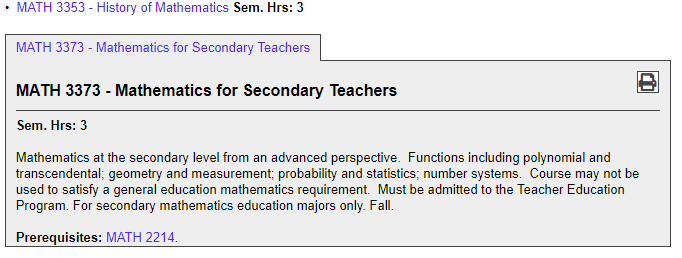 • MATH 3353 - History of Mathematics Sem. Hrs: 3
MATH 3373 - Mathematics for Secondary Teachers
MATH 3373 - Mathematics for Secondary Teachers
Sem. Hrs: 3
Mathematics at the secondary level from an advanced perspective.  Functions including polynomial and
transcendental; geometry and measurement; probability and statistics; number systems.  Course may not be
used to satisfy a general education mathematics requirement.  Must be admitted to the Teacher Education
Program. For secondary mathematics education majors only. Fall.
Prerequisites: MATH 2214.